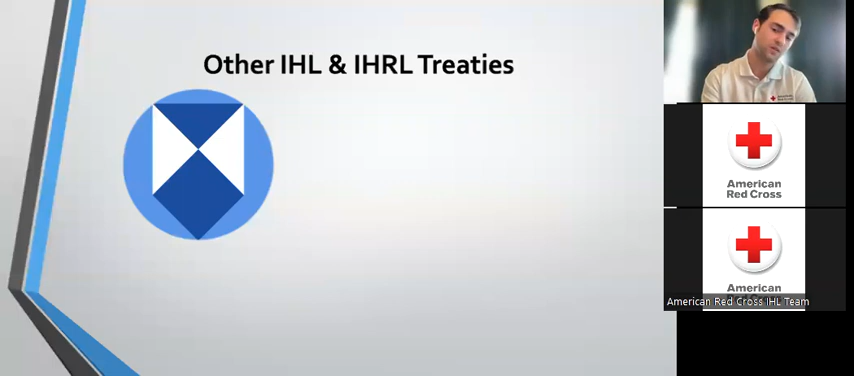 Other IHL & IHRL Treaties
American
Red Cross
American
American Red Cross IHL Team